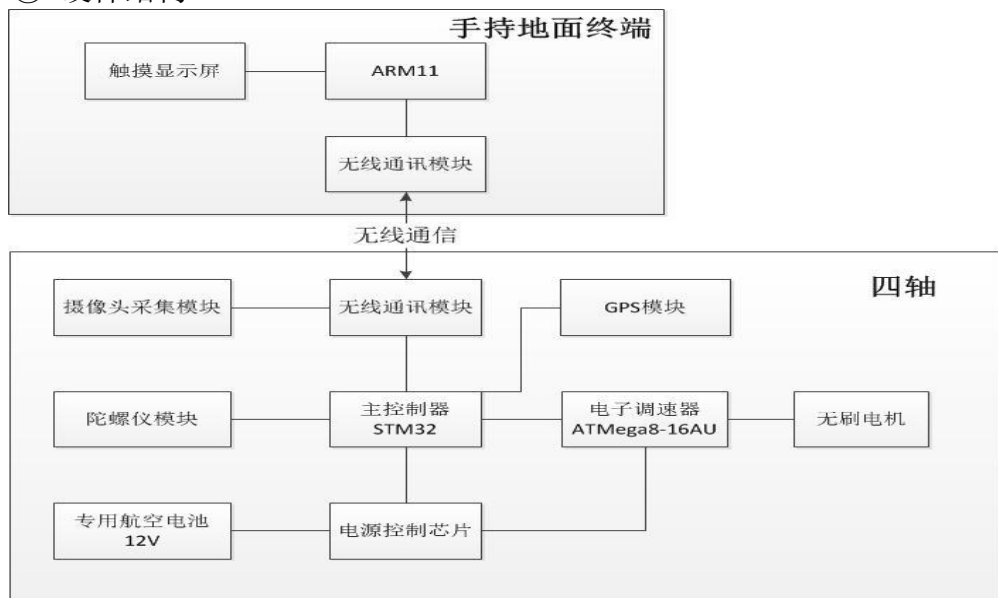 手持地面终端
触摸显示屏
ARM11
无线通讯模块
无线通信
四轴
摄像头采集模块
无线通讯模块
GPS模块
陀螺仪模块
主控制器
STM32
电子调速器
ATMega8-16AU
无刷电机
专用航空电池
12V
电源控制芯片